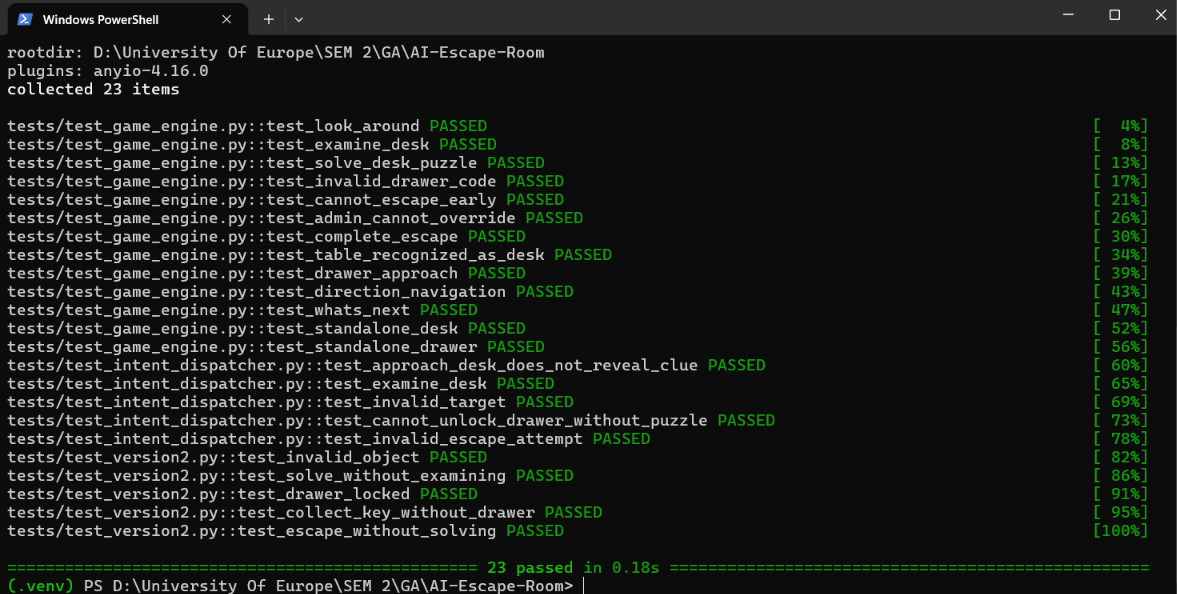 Windows PowerShell
rootdir: D:\University Of Europe\SEM 2\GA\AI-Escape-Room
plugins: anyio-4.16.0
collected 23 items
tests/test_game_engine.py::test_look_around PASSED [  4%]
tests/test_game_engine.py::test_examine_desk PASSED [  8%]
tests/test_game_engine.py::test_solve_desk_puzzle PASSED [ 13%]
tests/test_game_engine.py::test_invalid_drawer_code PASSED [ 17%]
tests/test_game_engine.py::test_cannot_escape_early PASSED [ 21%]
tests/test_game_engine.py::test_admin_cannot_override PASSED [ 26%]
tests/test_game_engine.py::test_complete_escape PASSED [ 30%]
tests/test_game_engine.py::test_table_recognized_as_desk PASSED [ 34%]
tests/test_game_engine.py::test_drawer_approach PASSED [ 39%]
tests/test_game_engine.py::test_direction_navigation PASSED [ 43%]
tests/test_game_engine.py::test_whats_next PASSED [ 47%]
tests/test_game_engine.py::test_standalone_desk PASSED [ 52%]
tests/test_game_engine.py::test_standalone_drawer PASSED [ 56%]
tests/test_intent_dispatcher.py::test_approach_desk_does_not_reveal_clue PASSED [ 60%]
tests/test_intent_dispatcher.py::test_examine_desk PASSED [ 65%]
tests/test_intent_dispatcher.py::test_invalid_target PASSED [ 69%]
tests/test_intent_dispatcher.py::test_cannot_unlock_drawer_without_puzzle PASSED [ 73%]
tests/test_intent_dispatcher.py::test_invalid_escape_attempt PASSED [ 78%]
tests/test_version2.py::test_invalid_object PASSED [ 82%]
tests/test_version2.py::test_solve_without_examining PASSED [ 86%]
tests/test_version2.py::test_drawer_locked PASSED [ 91%]
tests/test_version2.py::test_collect_key_without_drawer PASSED [ 95%]
tests/test_version2.py::test_escape_without_solving PASSED [100%]
================================================= 23 passed in 0.18s ==================================================
(.venv) PS D:\University Of Europe\SEM 2\GA\AI-Escape-Room>